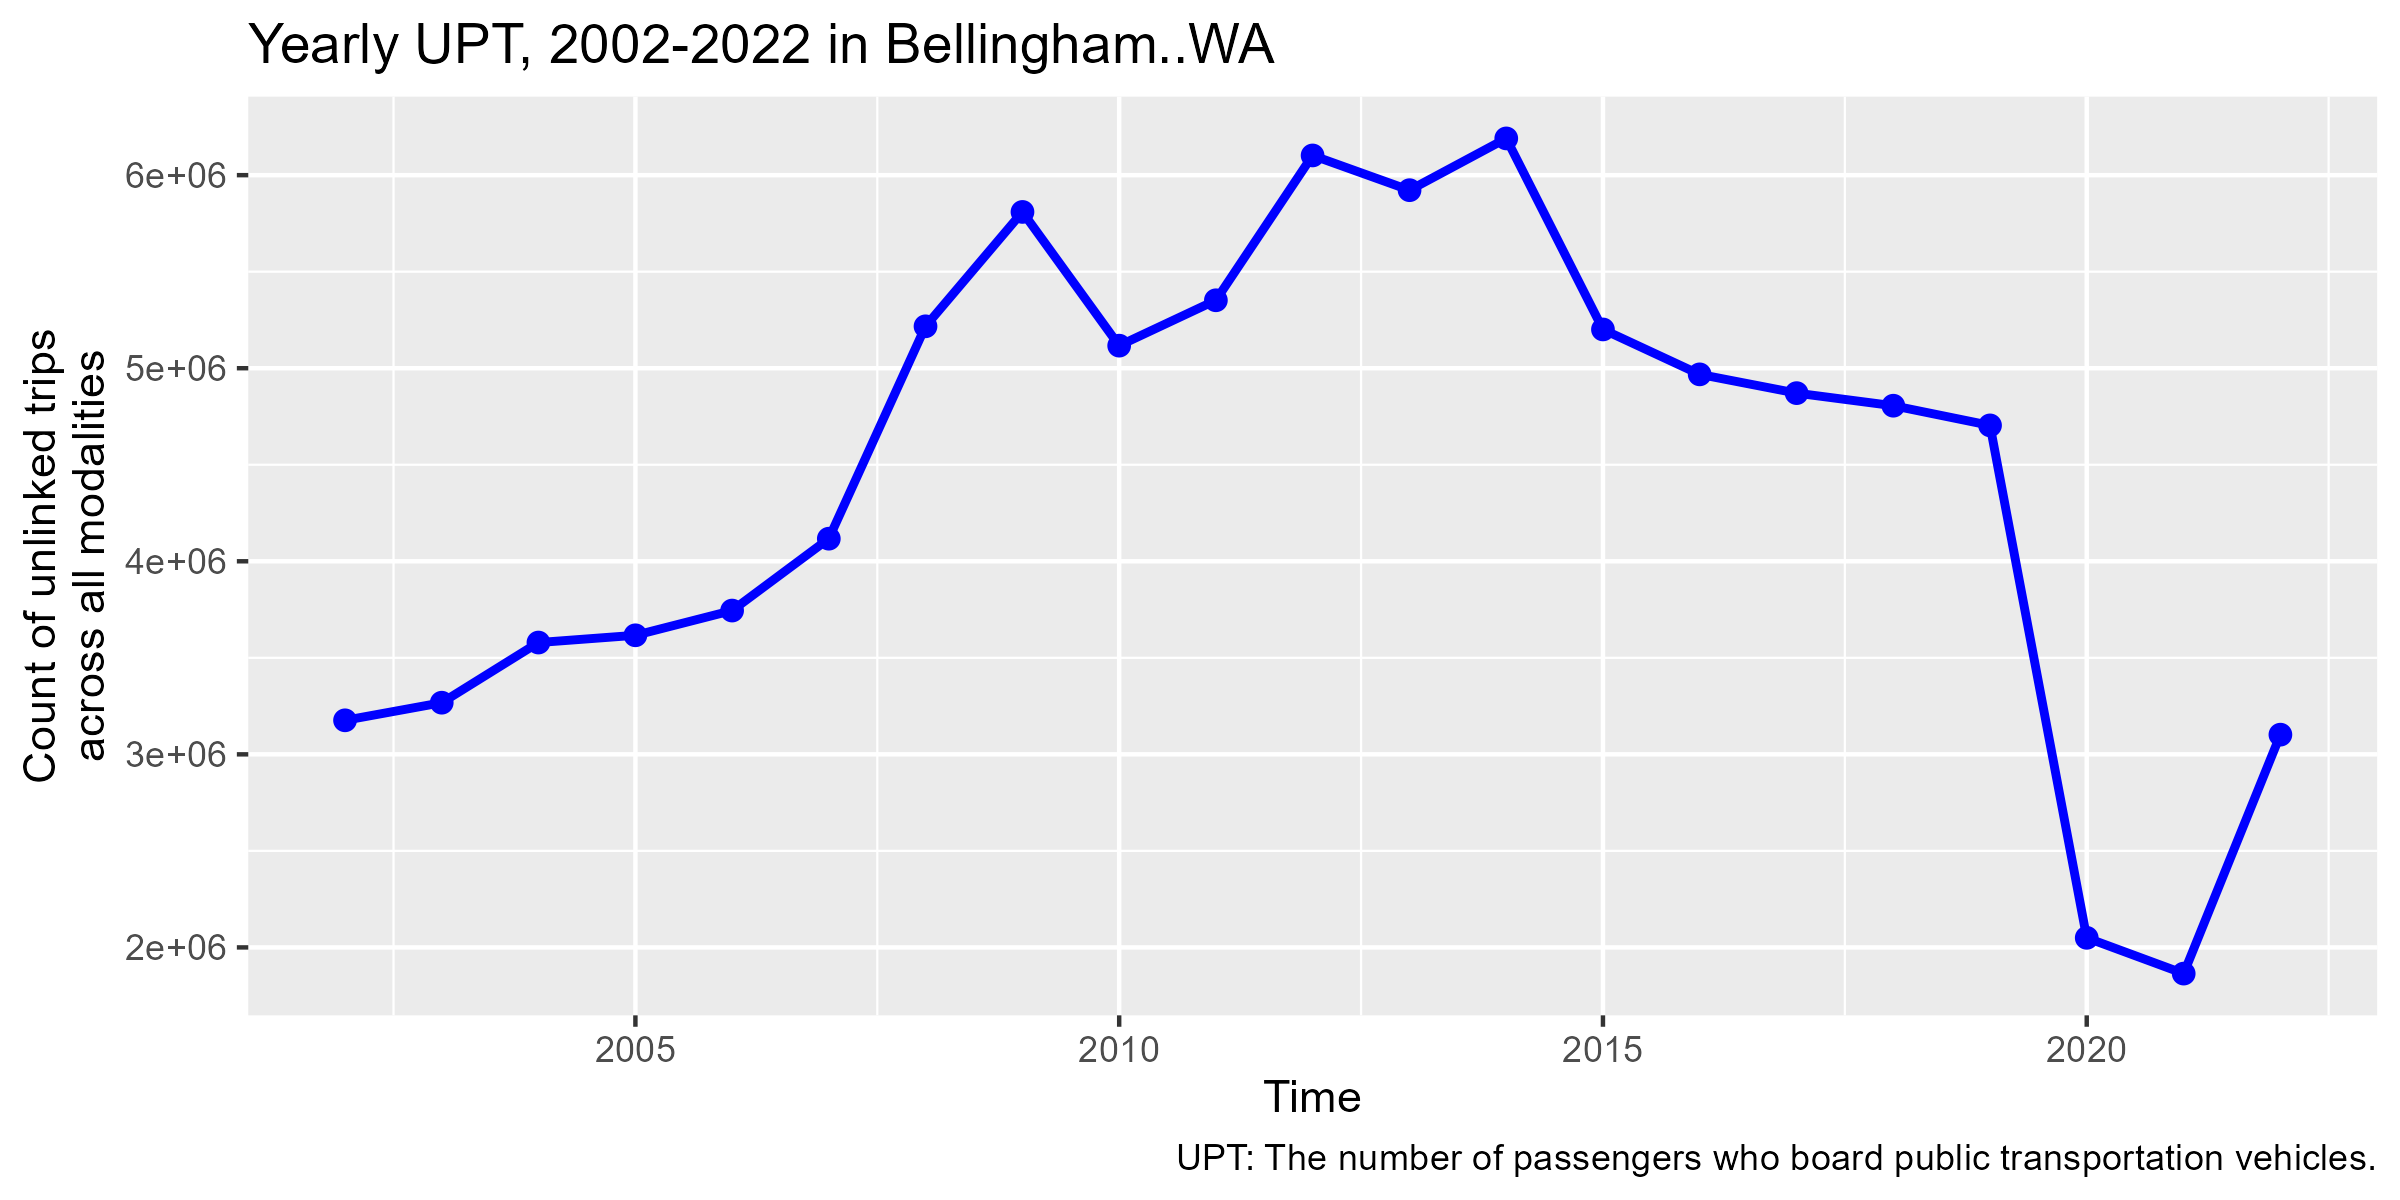 Yearly UPT, 2002-2022 in Bellingham..WA
Count of unlinked trips
across all modalities
6e+06
5e+06
4e+06
3e+06
2e+06
2005
2010
2015
2020
Time
UPT: The number of passengers who board public transportation vehicles.